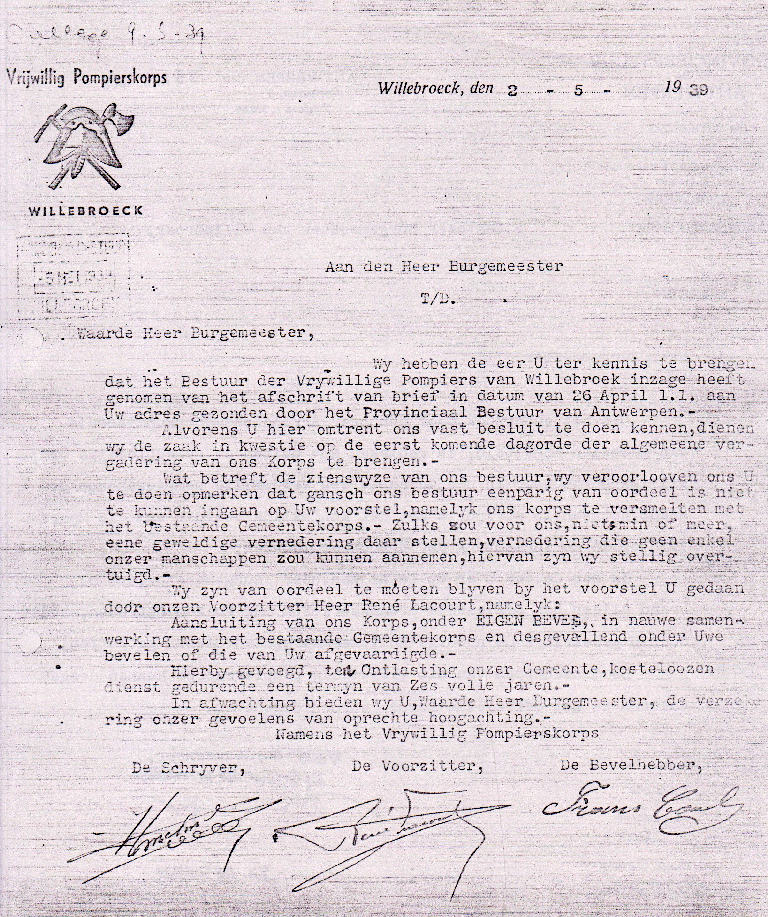 College 9-5-39
Vrijwillig Pompierskorps
Willebroeck, den 2 - 5 - 1939
WILLEBROECK
Aan den Heer Burgemeester
T/D.
Waarde Heer Burgemeester,
Wy hebben de eer U ter kennis te brengen
dat het Bestuur der Vrywillige Pompiers van Willebroek inzage heeft
genomen van het afschrift van brief in datum van 26 April l.l. aan
Uw adres gezonden door het Provinciaal Bestuur van Antwerpen.-
Alvorens U hier omtrent ons vast besluit te doen kennen,dienen
wy de zaak in kwestie op de eerst komende dagorde der algemeene ver-
gadering van ons Korps te brengen.-
Wat betreft de zienswyze van ons bestuur,wy veroorlooven ons U
te doen opmerken dat gansch ons bestuur eenparig van oordeel is niet
te kunnen ingaan op Uw voorstel,namelyk ons korps te versmelten met
het bestaande Gemeentekorps.- Zulks zou voor ons,niets min of meer,
eene geweldige vernedering daar stellen,vernedering die geen enkel
onzer manschappen zou kunnen aannemen,hiervan zyn wy stellig over-
tuigd.-
Wy zyn van oordeel te moeten blyven by het voorstel U gedaan
door onzen Voorzitter Heer René Lacourt,namelyk:
Aansluiting van ons Korps,onder EIGEN BEVEL,, in nauwe samen-
werking met het bestaande Gemeentekorps en desgevallend onder Uwe
bevelen of die van Uw afgevaardigde.-
Hierby gevoegd, ten Ontlasting onzer Gemeente,kosteloozen
dienst gedurende een termyn van Zes volle jaren.-
In afwachting bieden wy U,Waarde Heer Burgemeester, de verzeke
ring onzer gevoelens van oprechte hoogachting.-
Namens het Vrywillig Pompierskorps
De Schryver, De Voorzitter, De Bevelhebber,
René Lacourt Frans